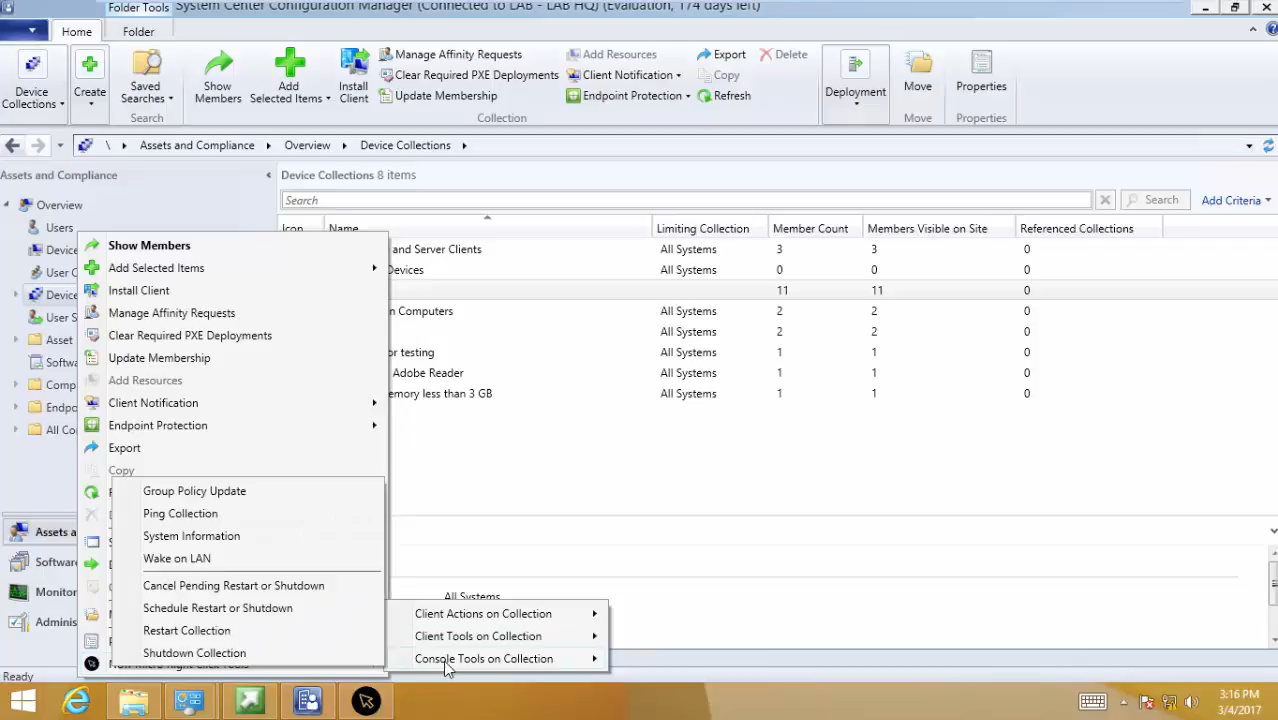 Folder Tools
System Center Configuration Manager (Connected to LAB - LAB HQ) (Evaluation, 174 days left)
Home
Folder
Device
Collections
Create
Saved
Searches
Search
Show
Members
Add
Selected Items
Install
Client
Manage Affinity Requests
Clear Required PXE Deployments
Update Membership
Add Resources
Client Notification
Endpoint Protection
Export
Copy
Refresh
Delete
Collection
Deployment
Move
Move
Properties
Properties
\ Assets and Compliance Overview Device Collections
Assets and Compliance
Device Collections 8 items
Search
Search
Add Criteria
Overview
Users
Device
User C
Device
User S
Asset
Softwa
Comp
Endpo
All Co
Icon Name Limiting Collection Member Count Members Visible on Site Referenced Collections
and Server Clients All Systems 3 3 0
Devices All Systems 0 0 0
11 11 0
n Computers All Systems 2 2 0
All Systems 2 2 0
or testing All Systems 1 1 0
Adobe Reader All Systems 1 1 0
emory less than 3 GB All Systems 1 1 0
Show Members
Add Selected Items
Install Client
Manage Affinity Requests
Clear Required PXE Deployments
Update Membership
Add Resources
Client Notification
Endpoint Protection
Export
Copy
Group Policy Update
Ping Collection
System Information
Wake on LAN
Cancel Pending Restart or Shutdown
Schedule Restart or Shutdown
Restart Collection
Shutdown Collection
All Systems
Client Actions on Collection
Client Tools on Collection
Console Tools on Collection
Assets a
Softwar
Monitor
Adminis
Ready
3:16 PM
3/4/2017